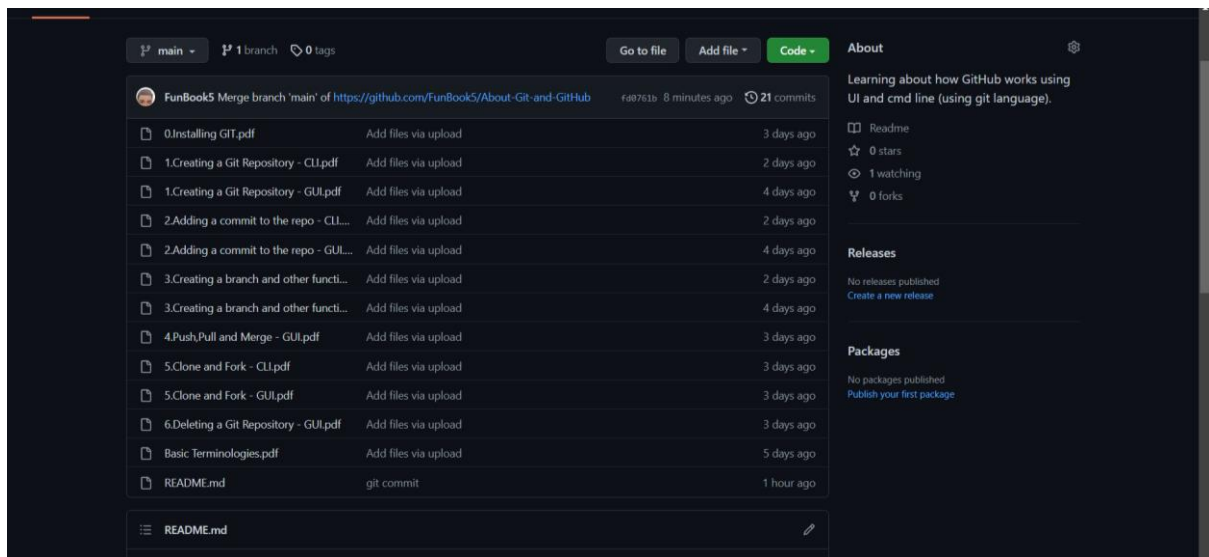 main 1 branch 0 tags Go to file Add file Code
FunBook5 Merge branch 'main' of https://github.com/FunBook5/About-Git-and-GitHub fd0761b 8 minutes ago 21 commits
0.Installing GIT.pdf Add files via upload 3 days ago
1.Creating a Git Repository - CLI.pdf Add files via upload 2 days ago
1.Creating a Git Repository - GUI.pdf Add files via upload 4 days ago
2.Adding a commit to the repo - CLI.... Add files via upload 2 days ago
2.Adding a commit to the repo - GUI.... Add files via upload 4 days ago
3.Creating a branch and other functi... Add files via upload 2 days ago
3.Creating a branch and other functi... Add files via upload 4 days ago
4.Push,Pull and Merge - GUI.pdf Add files via upload 3 days ago
5.Clone and Fork - CLI.pdf Add files via upload 3 days ago
5.Clone and Fork - GUI.pdf Add files via upload 3 days ago
6.Deleting a Git Repository - GUI.pdf Add files via upload 3 days ago
Basic Terminologies.pdf Add files via upload 5 days ago
README.md git commit 1 hour ago
README.md
About
Learning about how GitHub works using
UI and cmd line (using git language).
Readme
0 stars
1 watching
0 forks
Releases
No releases published
Create a new release
Packages
No packages published
Publish your first package